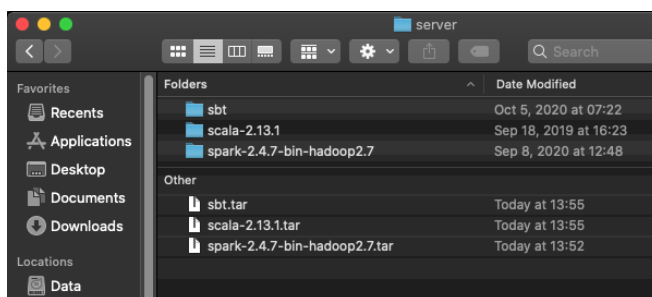 server
Search
Favorites
Recents
Applications
Desktop
Documents
Downloads
Locations
Data
Folders Date Modified
sbt Oct 5, 2020 at 07:22
scala-2.13.1 Sep 18, 2019 at 16:23
spark-2.4.7-bin-hadoop2.7 Sep 8, 2020 at 12:48
Other
sbt.tar Today at 13:55
scala-2.13.1.tar Today at 13:55
spark-2.4.7-bin-hadoop2.7.tar Today at 13:52